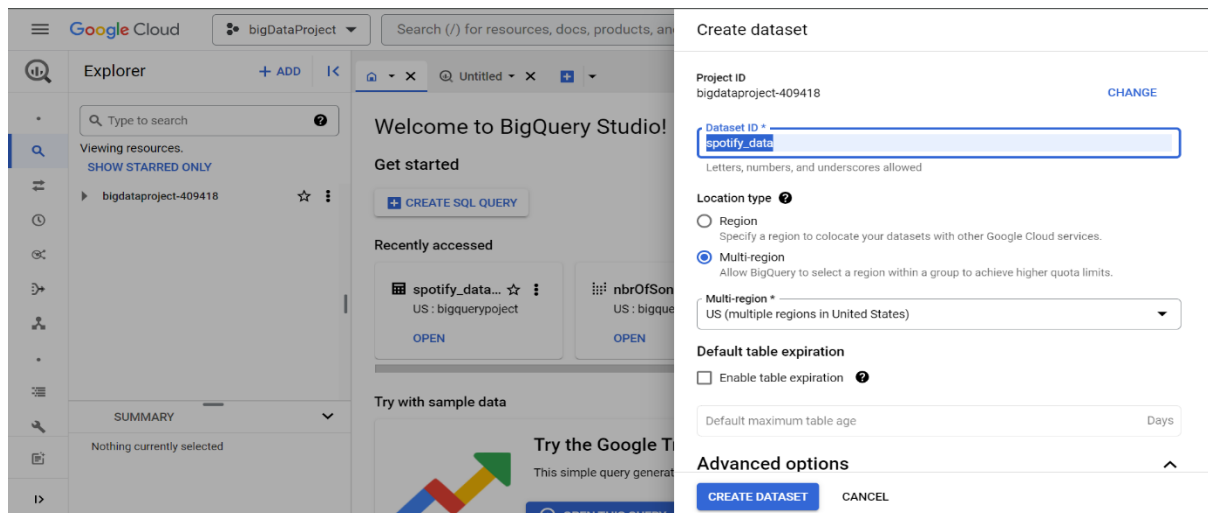 Google Cloud
bigDataProject
Search (/) for resources, docs, products, an
Explorer
+ ADD
Untitled
Type to search
Viewing resources.
SHOW STARRED ONLY
bigdataproject-409418
SUMMARY
Nothing currently selected
Welcome to BigQuery Studio!
Get started
CREATE SQL QUERY
Recently accessed
spotify_data...
US : bigquerypoject
OPEN
nbrOfSon
US : bigque
OPEN
Try with sample data
Try the Google T
This simple query generat
OPEN THIS QUERY
Create dataset
Project ID
bigdataproject-409418
CHANGE
Dataset ID *
spotify_data
Letters, numbers, and underscores allowed
Location type
Region
Specify a region to colocate your datasets with other Google Cloud services.
Multi-region
Allow BigQuery to select a region within a group to achieve higher quota limits.
Multi-region *
US (multiple regions in United States)
Default table expiration
Enable table expiration
Default maximum table age
Days
Advanced options
CREATE DATASET
CANCEL